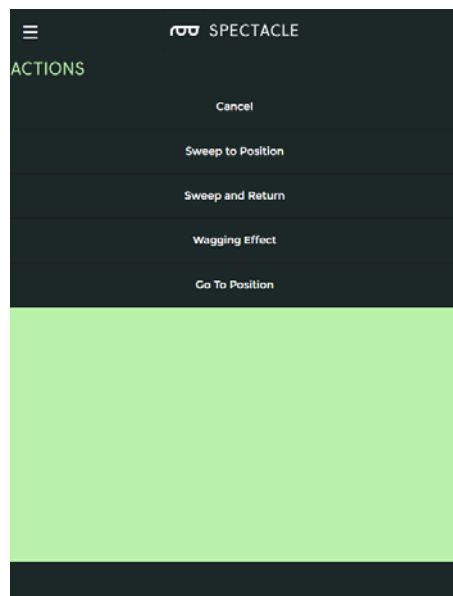 SPECTACLE
ACTIONS
Cancel
Sweep to Position
Sweep and Return
Wagging Effect
Go To Position